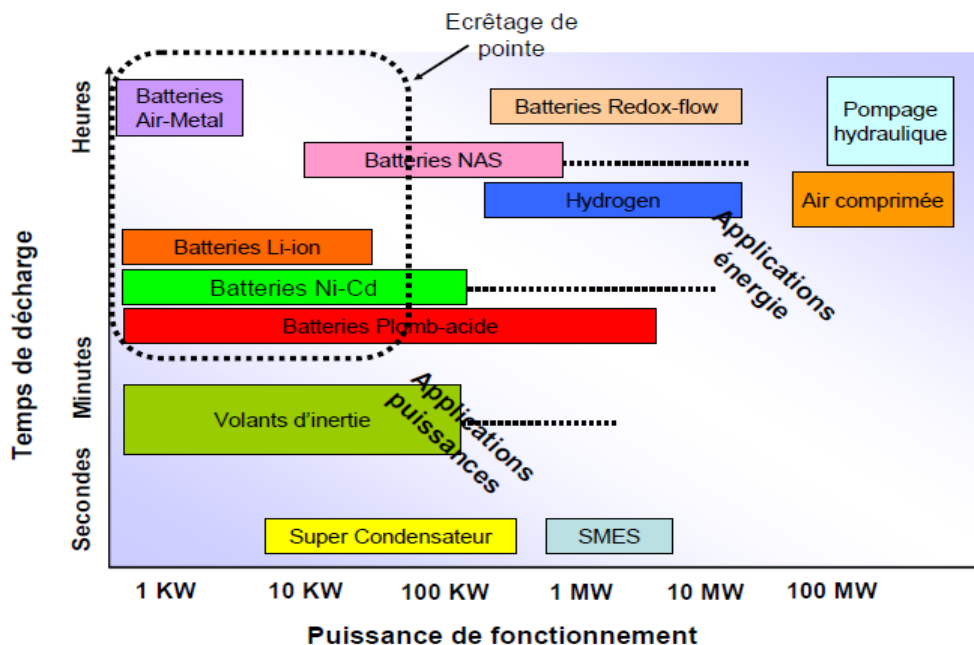 Ecrêtage de
pointe
Heures
Batteries
Air-Metal
Batteries Redox-flow
Pompage
hydraulique
Batteries NAS
Hydrogen
Air comprimée
Applications
énergie
Batteries Li-ion
Batteries Ni-Cd
Batteries Plomb-acide
Temps de décharge
Minutes
Volants d'inertie
Applications
puissances
Secondes
Super Condensateur
SMES
1 KW 10 KW 100 KW 1 MW 10 MW 100 MW
Puissance de fonctionnement